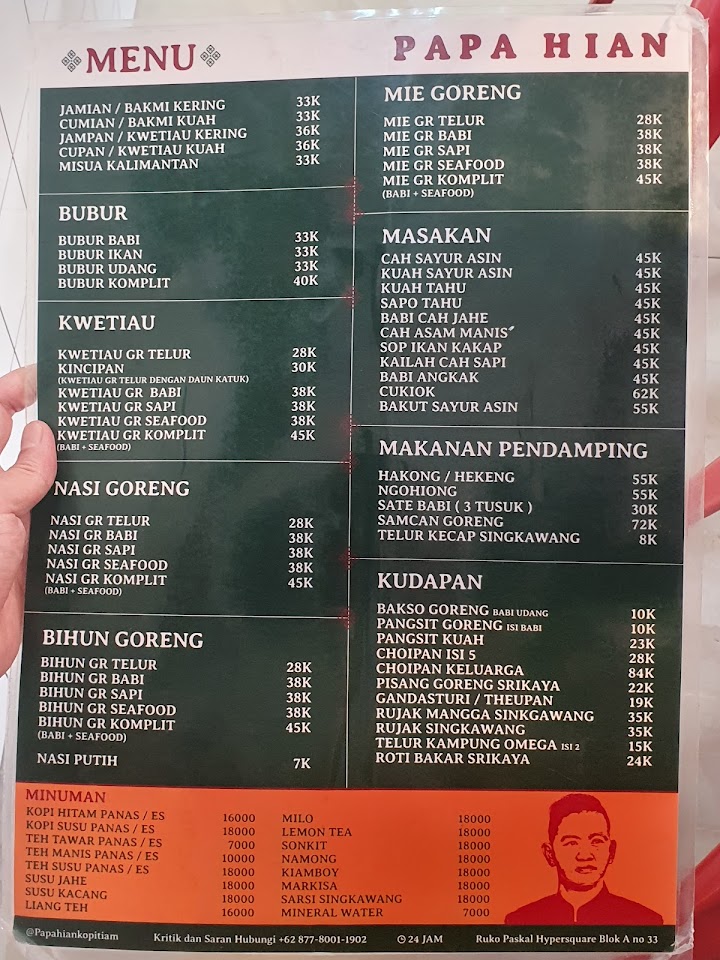 MENU
PAPA HIAN
JAMIAN / BAKMI KERING 33K
CUMIAN / BAKMI KUAH 33K
JAMPAN / KWETIAU KERING 36K
CUPAN / KWETIAU KUAH 36K
MISUA KALIMANTAN 33K
BUBUR
BUBUR BABI 33K
BUBUR IKAN 33K
BUBUR UDANG 33K
BUBUR KOMPLIT 40K
KWETIAU
KWETIAU GR TELUR 28K
KINCIPAN 30K
(KWETIAU GR TELUR DENGAN DAUN KATUK)
KWETIAU GR BABI 38K
KWETIAU GR SAPI 38K
KWETIAU GR SEAFOOD 38K
KWETIAU GR KOMPLIT 45K
(BABI + SEAFOOD)
NASI GORENG
NASI GR TELUR 28K
NASI GR BABI 38K
NASI GR SAPI 38K
NASI GR SEAFOOD 38K
NASI GR KOMPLIT 45K
(BABI + SEAFOOD)
BIHUN GORENG
BIHUN GR TELUR 28K
BIHUN GR BABI 38K
BIHUN GR SAPI 38K
BIHUN GR SEAFOOD 38K
BIHUN GR KOMPLIT 45K
(BABI + SEAFOOD)
NASI PUTIH 7K
MIE GORENG
MIE GR TELUR 28K
MIE GR BABI 38K
MIE GR SAPI 38K
MIE GR SEAFOOD 38K
MIE GR KOMPLIT 45K
(BABI + SEAFOOD)
MASAKAN
CAH SAYUR ASIN 45K
KUAH SAYUR ASIN 45K
KUAH TAHU 45K
SAPO TAHU 45K
BABI CAH JAHE 45K
CAH ASAM MANIS 45K
SOP IKAN KAKAP 45K
KAILAH CAH SAPI 45K
BABI ANGKAK 45K
CUKIOK 62K
BAKUT SAYUR ASIN 55K
MAKANAN PENDAMPING
HAKONG / HEKENG 55K
NGOHIONG 55K
SATE BABI ( 3 TUSUK ) 30K
SAMCAN GORENG 72K
TELUR KECAP SINGKAWANG 8K
KUDAPAN
BAKSO GORENG BABI UDANG 10K
PANGSIT GORENG ISI BABI 10K
PANGSIT KUAH 23K
CHOIPAN ISI 5 28K
CHOIPAN KELUARGA 84K
PISANG GORENG SRIKAYA 22K
GANDASTURI / THEUPAN 19K
RUJAK MANGGA SINKGAWANG 35K
RUJAK SINGKAWANG 35K
TELUR KAMPUNG OMEGA ISI 2 15K
ROTI BAKAR SRIKAYA 24K
MINUMAN
KOPI HITAM PANAS / ES 16000
KOPI SUSU PANAS / ES 18000
TEH TAWAR PANAS / ES 7000
TEH MANIS PANAS / ES 10000
TEH SUSU PANAS / ES 18000
SUSU JAHE 18000
SUSU KACANG 18000
LIANG TEH 16000
MILO 18000
LEMON TEA 18000
SONKIT 18000
NAMONG 18000
KIAMBOY 18000
MARKISA 18000
SARSI SINGKAWANG 18000
MINERAL WATER 7000
@Papahiankopitiam Kritik dan Saran Hubungi +62 877-8001-1902 24 JAM Ruko Paskal Hypersquare Blok A no 33